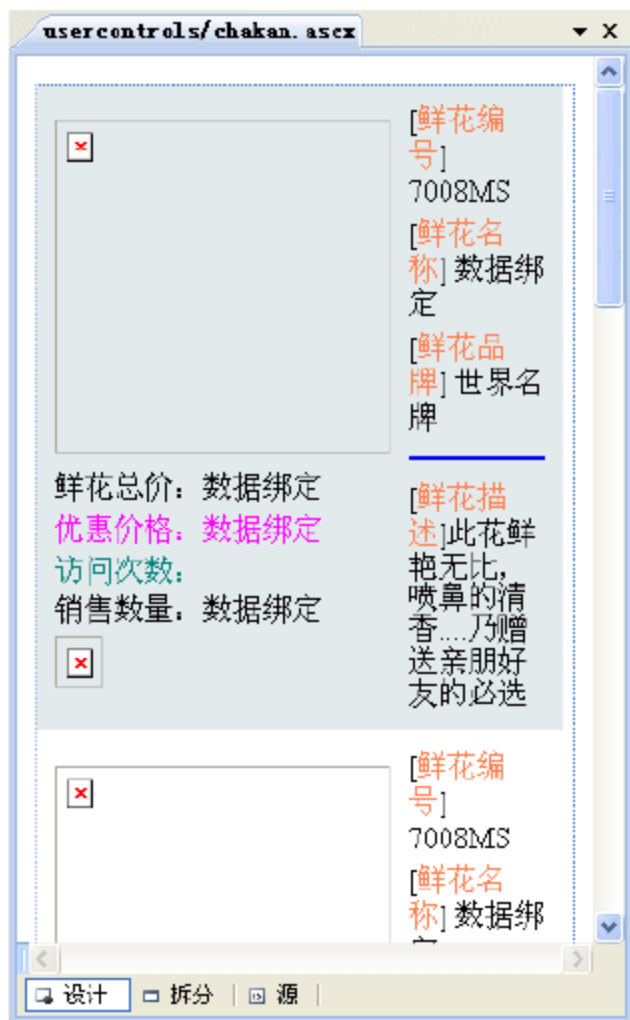 usercontrols/chakan.ascx
[鲜花编
号]
7008MS
[鲜花名
称] 数据绑
定
[鲜花品
牌] 世界名
牌
鲜花总价：数据绑定
优惠价格：数据绑定
访问次数：
销售数量：数据绑定
[鲜花描
述]此花鲜
艳无比，
喷鼻的清
香....乃赠
送亲朋好
友的必选
[鲜花编
号]
7008MS
[鲜花名
称] 数据绑
设计 拆分 源